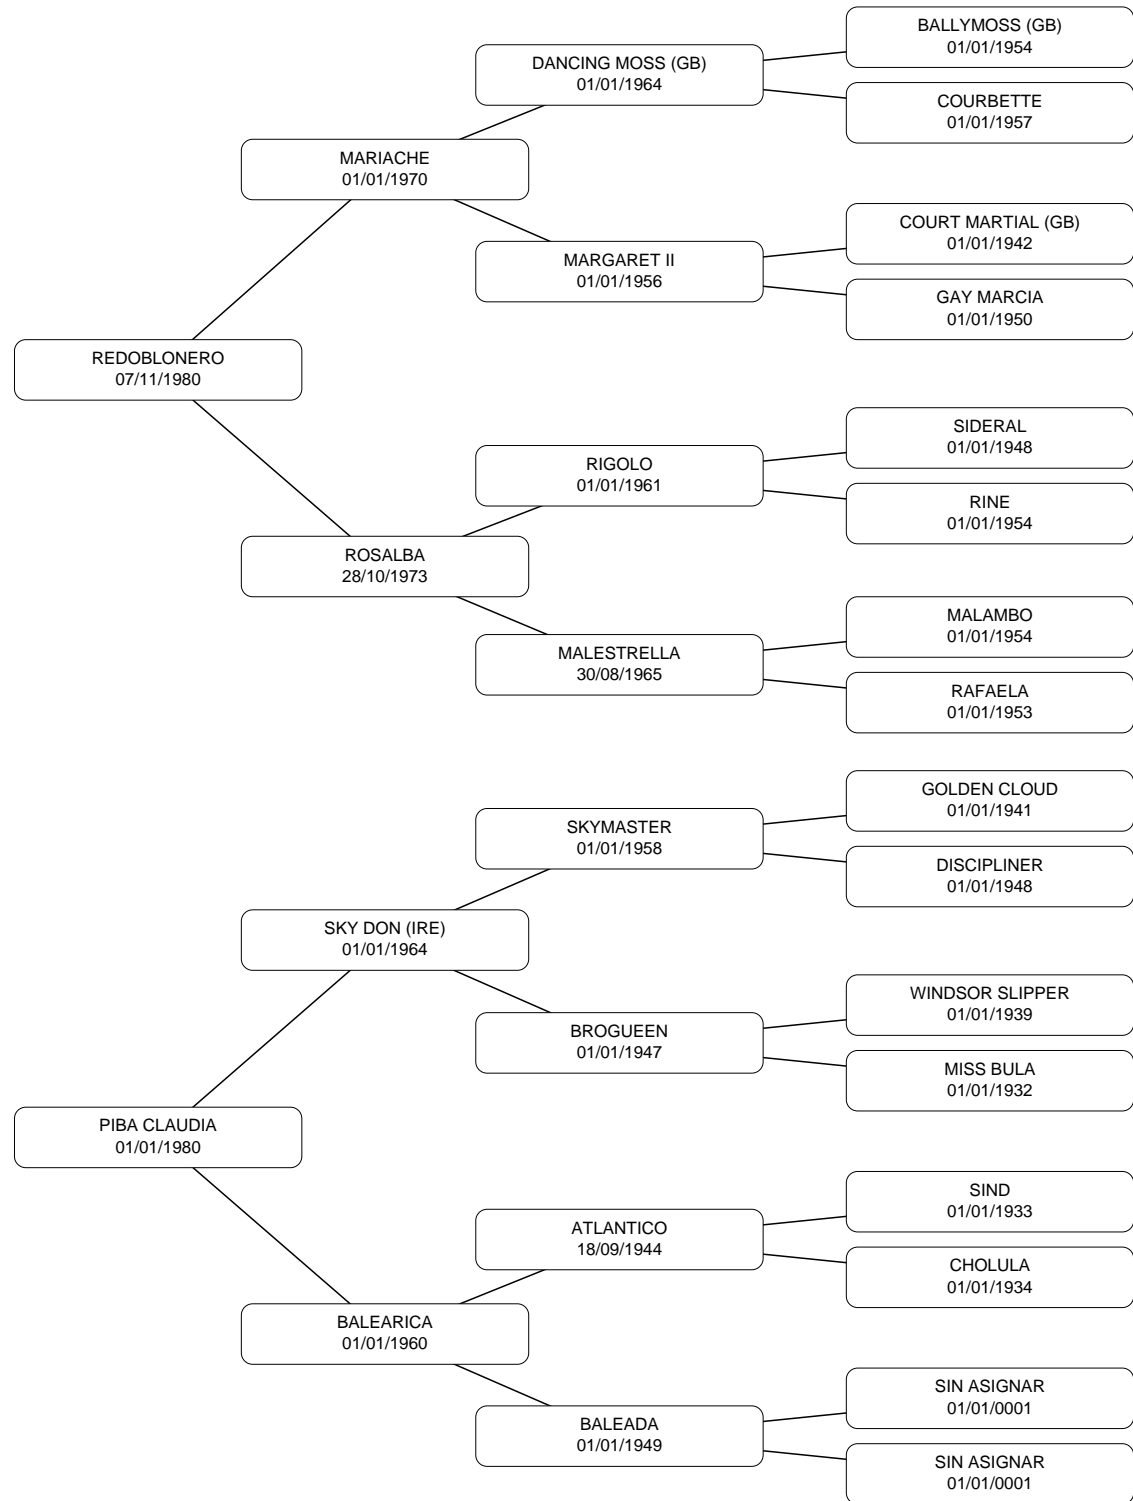 BALLYMOSS (GB)
01/01/1954
DANCING MOSS (GB)
01/01/1964
COURBETTE
01/01/1957
MARIACHE
01/01/1970
COURT MARTIAL (GB)
01/01/1942
MARGARET II
01/01/1956
GAY MARCIA
01/01/1950
REDOBLONERO
07/11/1980
SIDERAL
01/01/1948
RIGOLO
01/01/1961
RINE
01/01/1954
ROSALBA
28/10/1973
MALAMBO
01/01/1954
MALESTRELLA
30/08/1965
RAFAELA
01/01/1953
GOLDEN CLOUD
01/01/1941
SKYMASTER
01/01/1958
DISCIPLINER
01/01/1948
SKY DON (IRE)
01/01/1964
WINDSOR SLIPPER
01/01/1939
BROGUEEN
01/01/1947
MISS BULA
01/01/1932
PIBA CLAUDIA
01/01/1980
SIND
01/01/1933
ATLANTICO
18/09/1944
CHOLULA
01/01/1934
BALEARICA
01/01/1960
SIN ASIGNAR
01/01/0001
BALEADA
01/01/1949
SIN ASIGNAR
01/01/0001